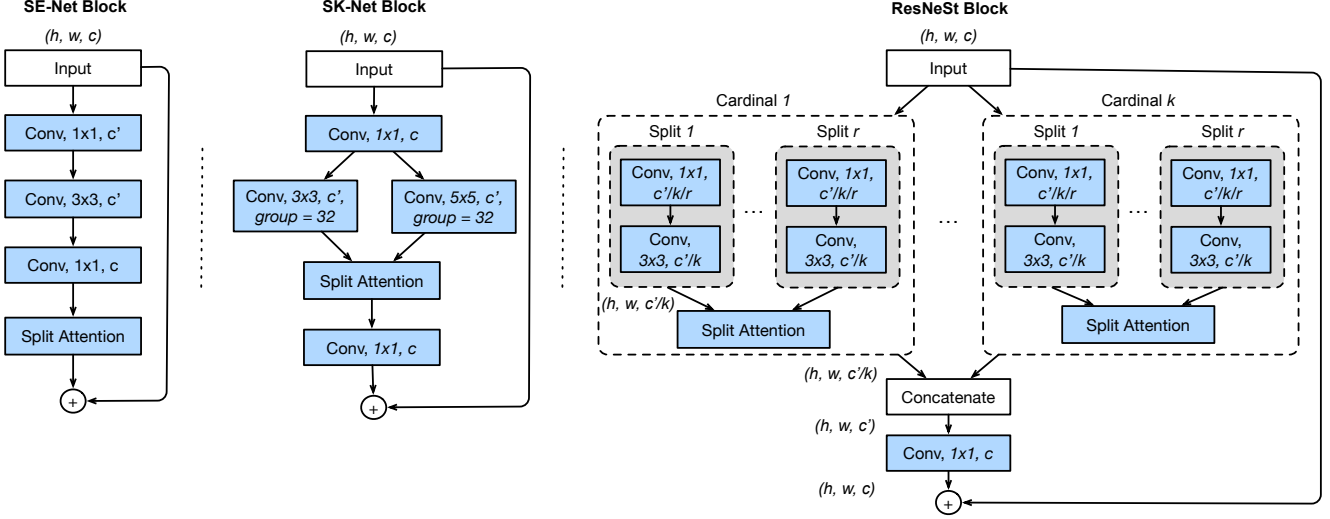 SE-Net Block
(h, w, c)
Input
Conv, 1x1, c'
Conv, 3x3, c'
Conv, 1x1, c
Split Attention
+
SK-Net Block
(h, w, c)
Input
Conv, 1x1, c
Conv, 3x3, c',
group = 32
Conv, 5x5, c',
group = 32
Split Attention
Conv, 1x1, c
+
ResNeSt Block
(h, w, c)
Input
Cardinal 1
Split 1
Conv, 1x1,
c'/k/r
Conv,
3x3, c'/k
...
Split r
Conv, 1x1,
c'/k/r
Conv,
3x3, c'/k
(h, w, c'/k)
Split Attention
...
Cardinal k
Split 1
Conv, 1x1,
c'/k/r
Conv,
3x3, c'/k
...
Split r
Conv, 1x1,
c'/k/r
Conv,
3x3, c'/k
Split Attention
(h, w, c'/k)
Concatenate
(h, w, c')
Conv, 1x1, c
(h, w, c)
+